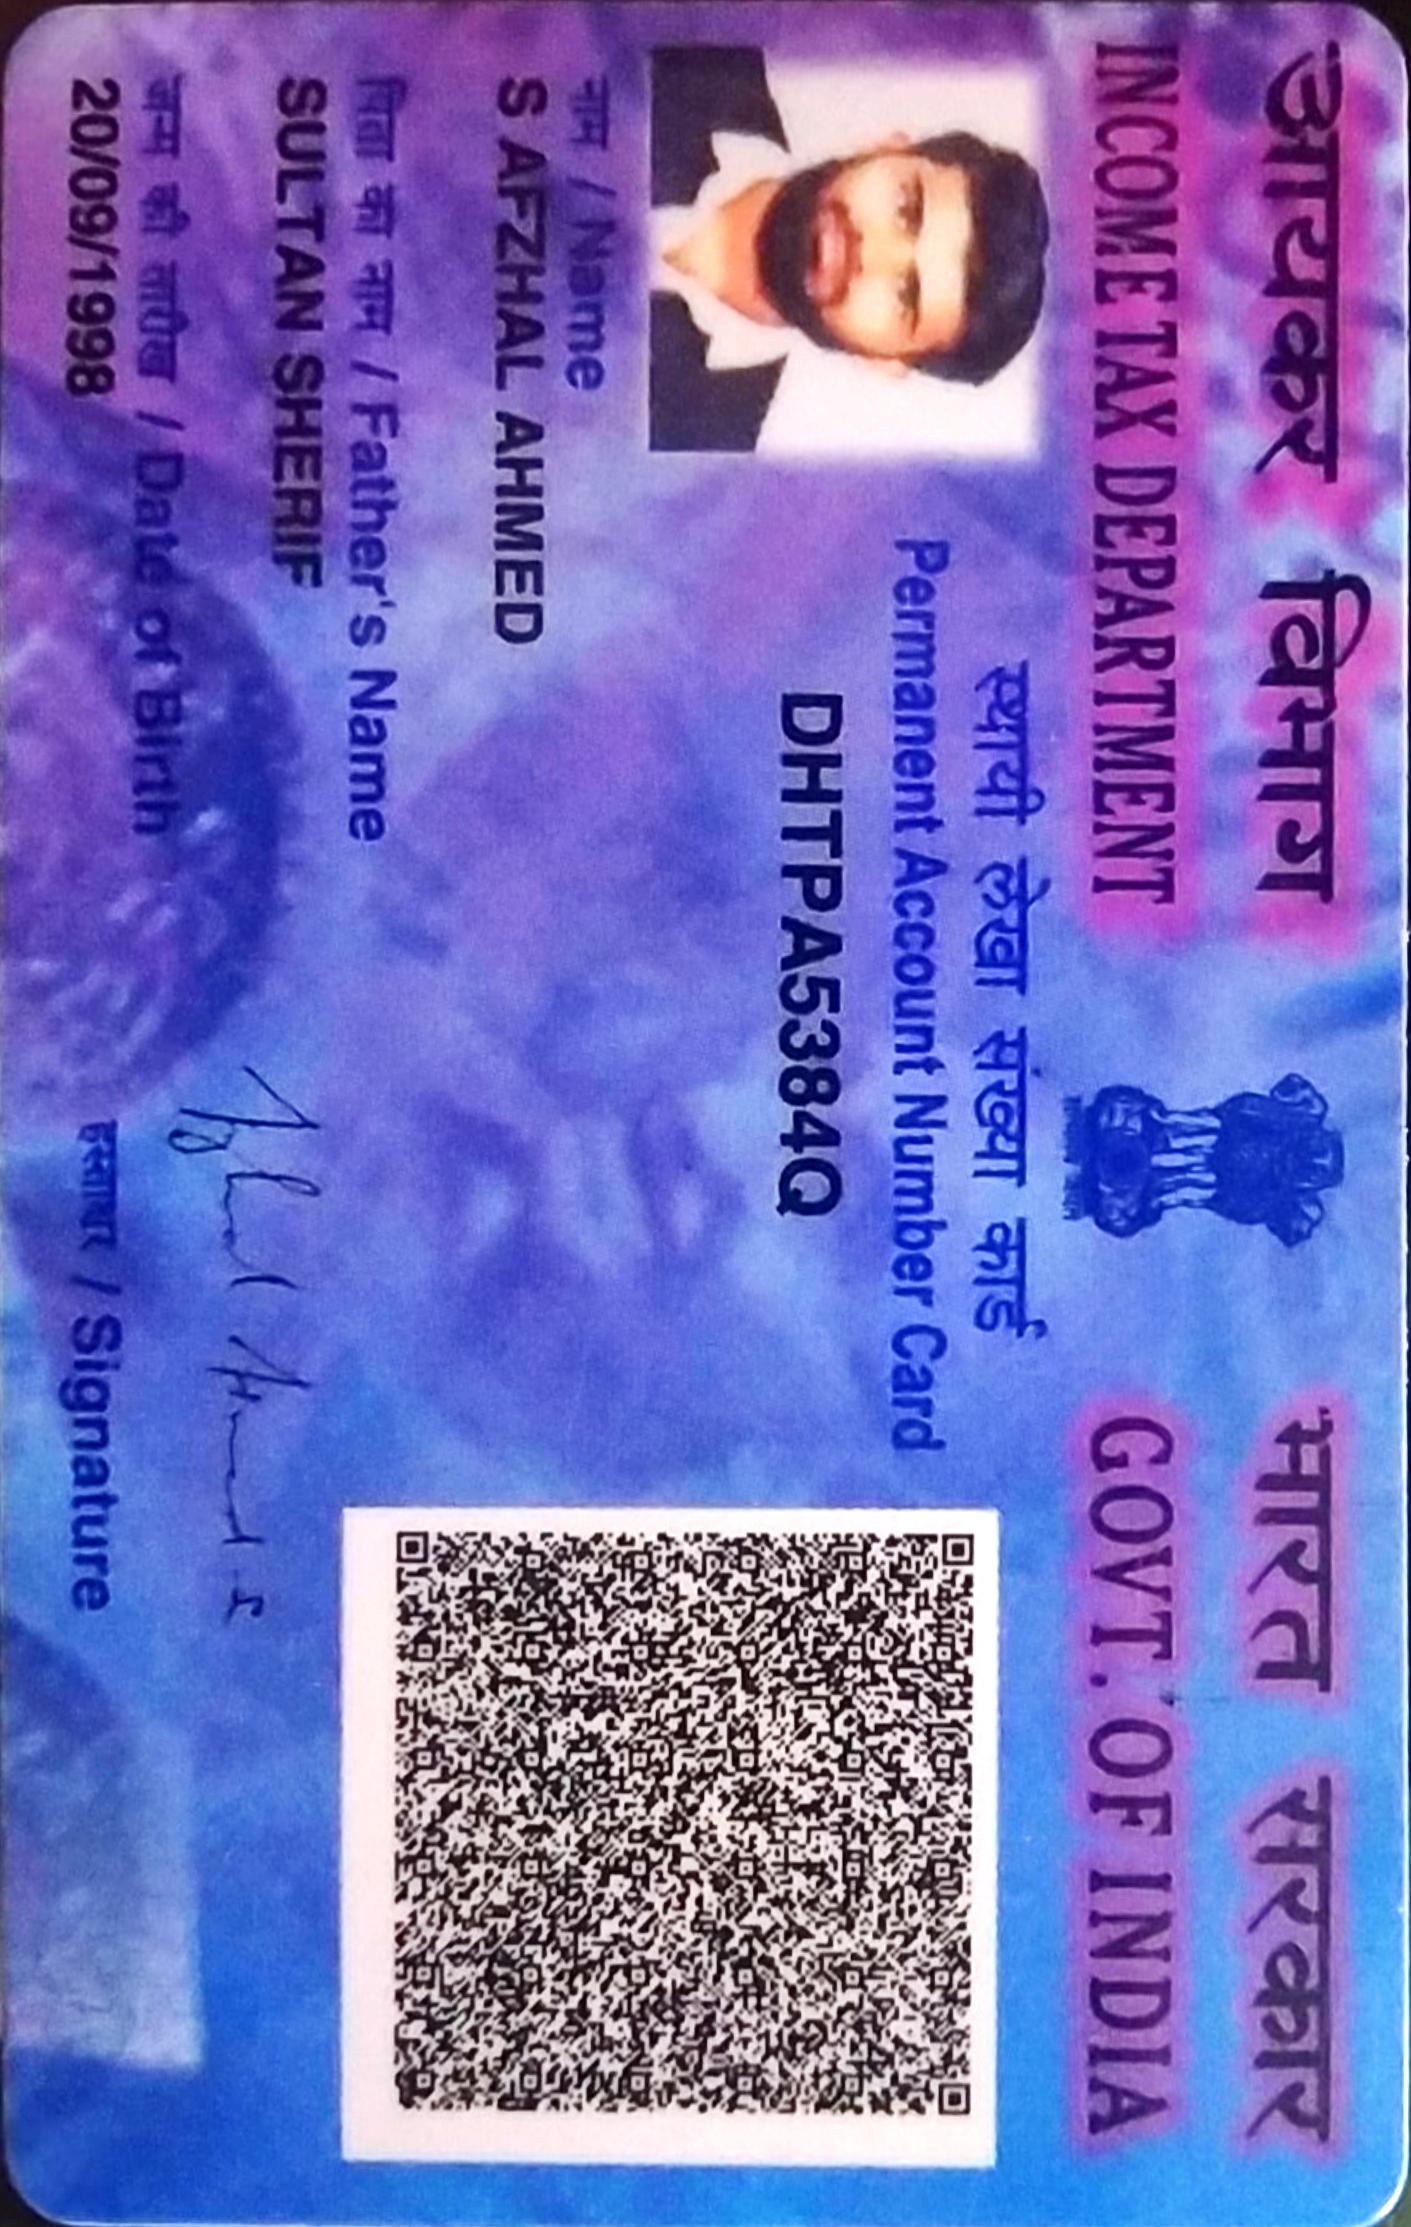 आयकर विभाग
INCOME TAX DEPARTMENT
भारत सरकार
GOVT. OF INDIA
स्थायी लेखा संख्या कार्ड
Permanent Account Number Card
DHTPA5384Q
नाम / Name
S AFZHAL AHMED
पिता का नाम / Father's Name
SULTAN SHERIF
जन्म की तारीख / Date of Birth
20/09/1998
हस्ताक्षर / Signature